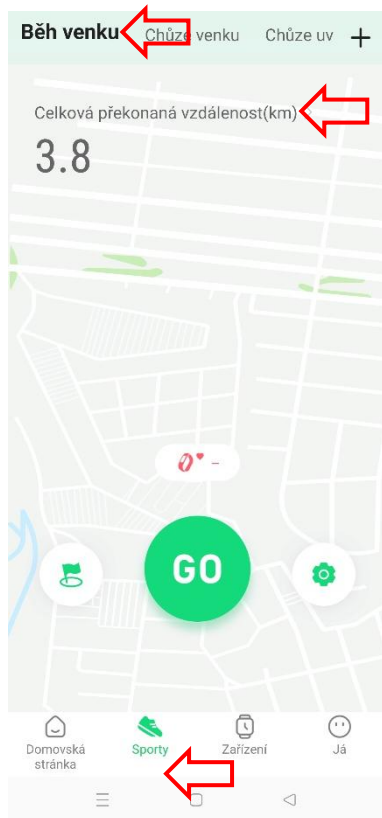 Běh venku Chůze venku Chůze uv
Celková překonaná vzdálenost(km)
3.8
GO
Domovská stránka Sporty Zařízení Já